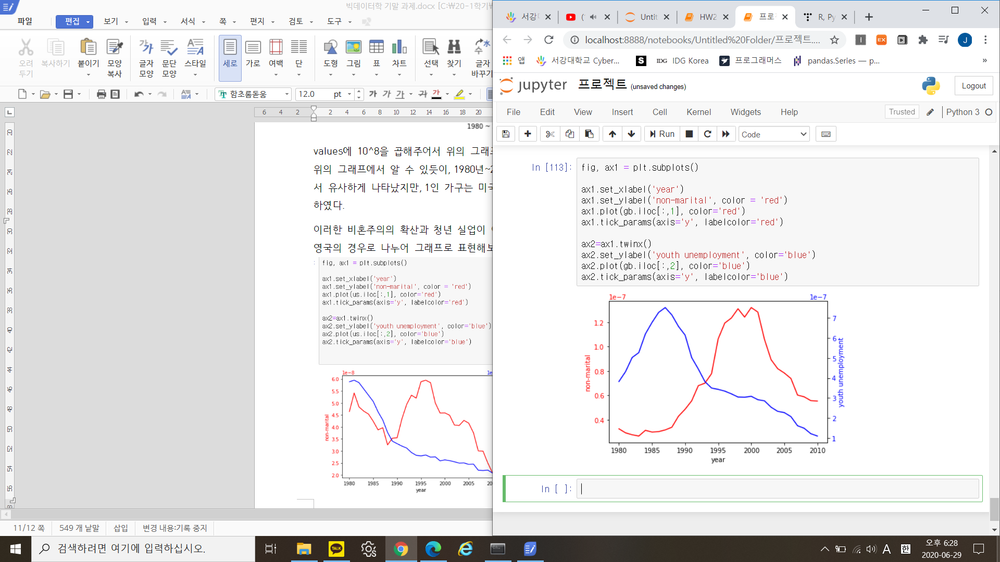 빅데이터학 기말 과제.docx [C:\20-1학기\
파일
편집
보기
입력
서식
쪽
편지
검토
도구
오려
두기
복사하기
붙이기
모양
복사
글자
모양
문단
모양
스타일
세로
가로
여백
단
도형
그림
표
차트
선택
찾기
글자
바꾸기
함초롬돋움
12.0 pt
가 가 가 가 가
6 4 2 2 4 6 8 10 12 14 16 18 20
1980 ~
values에 10^8을 곱해주어서 위의 그래프
위의 그래프에서 알 수 있듯이, 1980년~2
서 유사하게 나타났지만, 1인 가구는 미국
하였다.
이러한 비혼주의의 확산과 청년 실업이
영국의 경우로 나누어 그래프로 표현해보
: fig, ax1 = plt.subplots()
ax1.set_xlabel('year')
ax1.set_ylabel('non-marital', color = 'red')
ax1.plot(us.iloc[:,1], color='red')
ax1.tick_params(axis='y', labelcolor='red')
ax2=ax1.twinx()
ax2.set_ylabel('youth unemployment', color='blue')
ax2.plot(us.iloc[:,2], color='blue')
ax2.tick_params(axis='y', labelcolor='blue')
1e-8
6.0
5.5
5.0
4.5
4.0
3.5
3.0
2.5
2.0
non-marital
1980 1985 1990 1995 2000 2005
year
11/12 쪽 549 개 낱말 삽입 변경 내용:기록 중지
서강
Untit
HW2
프로
R, Py
localhost:8888/notebooks/Untitled%20Folder/프로젝트....
EX
J
앱
서강대학교 Cyber...
S
IDG IDG Korea
프로그래머스
pandas.Series — p...
»
jupyter 프로젝트 (unsaved changes)
Logout
File Edit View Insert Cell Kernel Widgets Help
Trusted
Python 3
Run
Code
In [113]: fig, ax1 = plt.subplots()
ax1.set_xlabel('year')
ax1.set_ylabel('non-marital', color = 'red')
ax1.plot(gb.iloc[:,1], color='red')
ax1.tick_params(axis='y', labelcolor='red')
ax2=ax1.twinx()
ax2.set_ylabel('youth unemployment', color='blue')
ax2.plot(gb.iloc[:,2], color='blue')
ax2.tick_params(axis='y', labelcolor='blue')
1e-7 1e-7
1.2
1.0
0.8
0.6
0.4
non-marital
7
6
5
4
3
2
1
youth unemployment
1980 1985 1990 1995 2000 2005 2010
year
In [ ]:
검색하려면 여기에 입력하십시오.
TALK
A
한
오후 6:28
2020-06-29